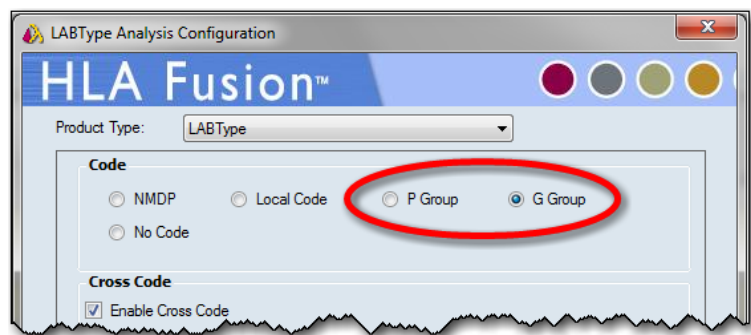 LABType Analysis Configuration
HLA Fusion™
Product Type: LABType
Code
NMDP Local Code P Group G Group
No Code
Cross Code
Enable Cross Code